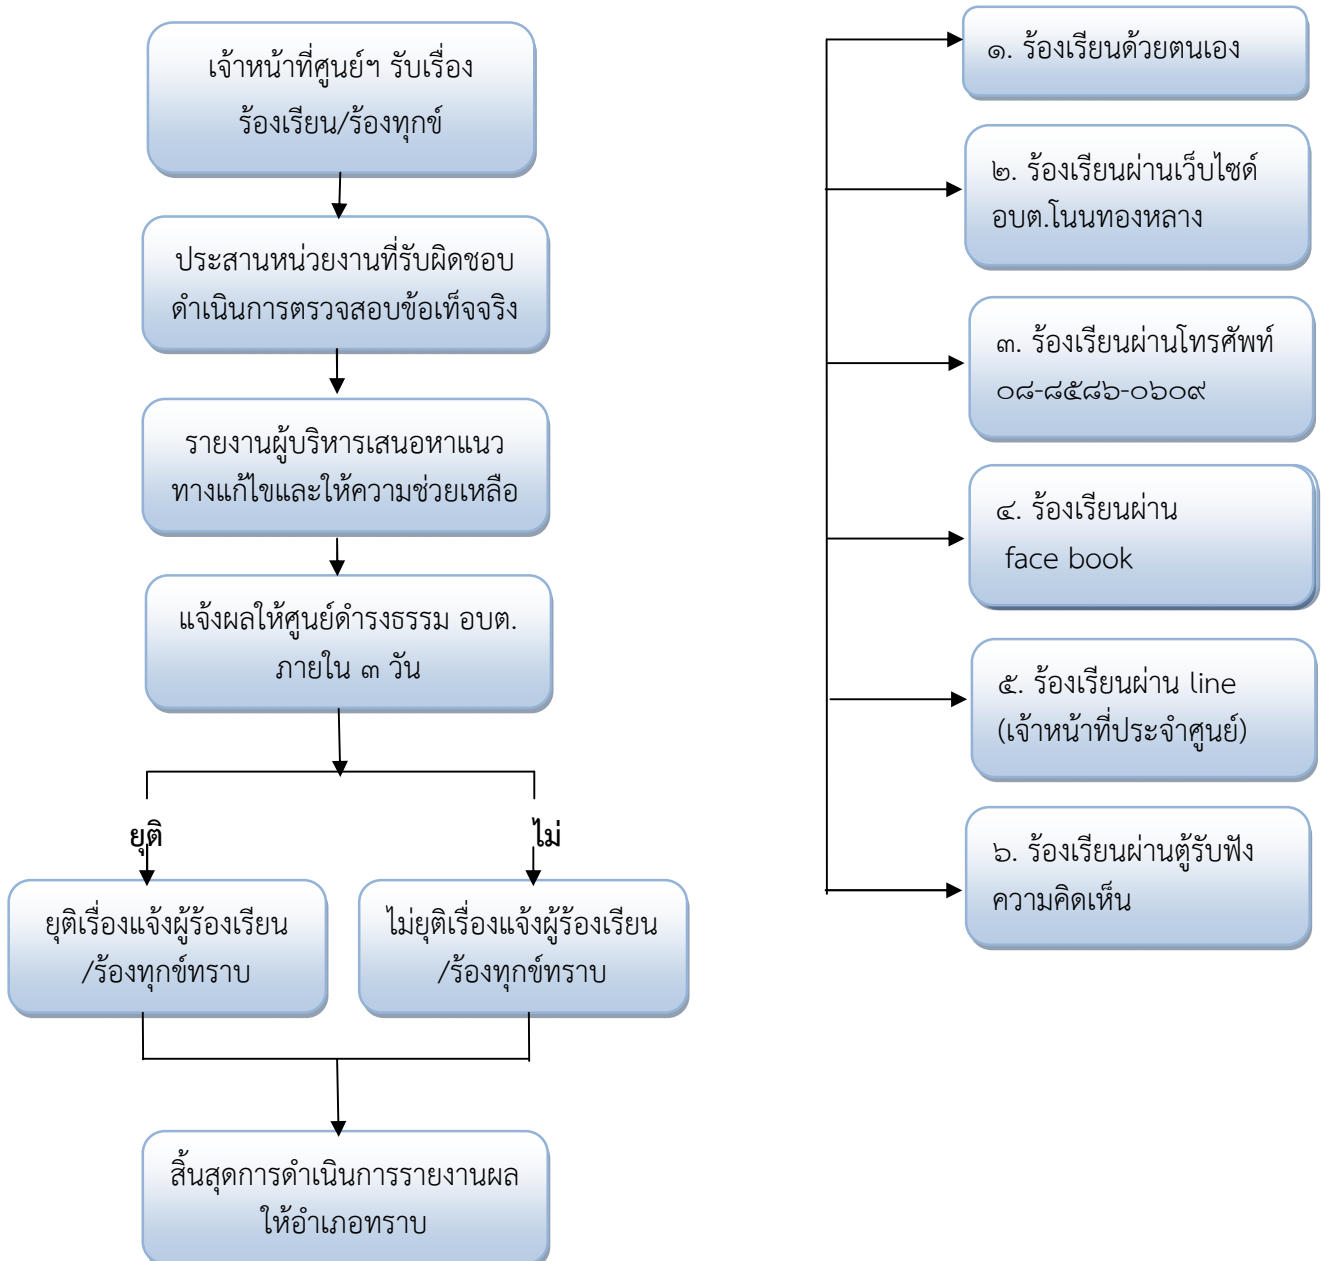 เจ้าหน้าที่ศูนย์ฯ รับเรื่อง
ร้องเรียน/ร้องทุกข์
ประสานหน่วยงานที่รับผิดชอบ
ดำเนินการตรวจสอบข้อเท็จจริง
รายงานผู้บริหารเสนอหาแนว
ทางแก้ไขและให้ความช่วยเหลือ
แจ้งผลให้ศูนย์ดำรงธรรม อบต.
ภายใน ๓ วัน
ยุติ
ไม่
ยุติเรื่องแจ้งผู้ร้องเรียน
/ร้องทุกข์ทราบ
ไม่ยุติเรื่องแจ้งผู้ร้องเรียน
/ร้องทุกข์ทราบ
สิ้นสุดการดำเนินการรายงานผล
ให้อำเภอทราบ
๑. ร้องเรียนด้วยตนเอง
๒. ร้องเรียนผ่านเว็บไซด์
อบต.โนนทองหลาง
๓. ร้องเรียนผ่านโทรศัพท์
๐๘-๘๕๘๖-๐๖๐๙
๔. ร้องเรียนผ่าน
face book
๕. ร้องเรียนผ่าน line
(เจ้าหน้าที่ประจำศูนย์)
๖. ร้องเรียนผ่านตู้รับฟัง
ความคิดเห็น